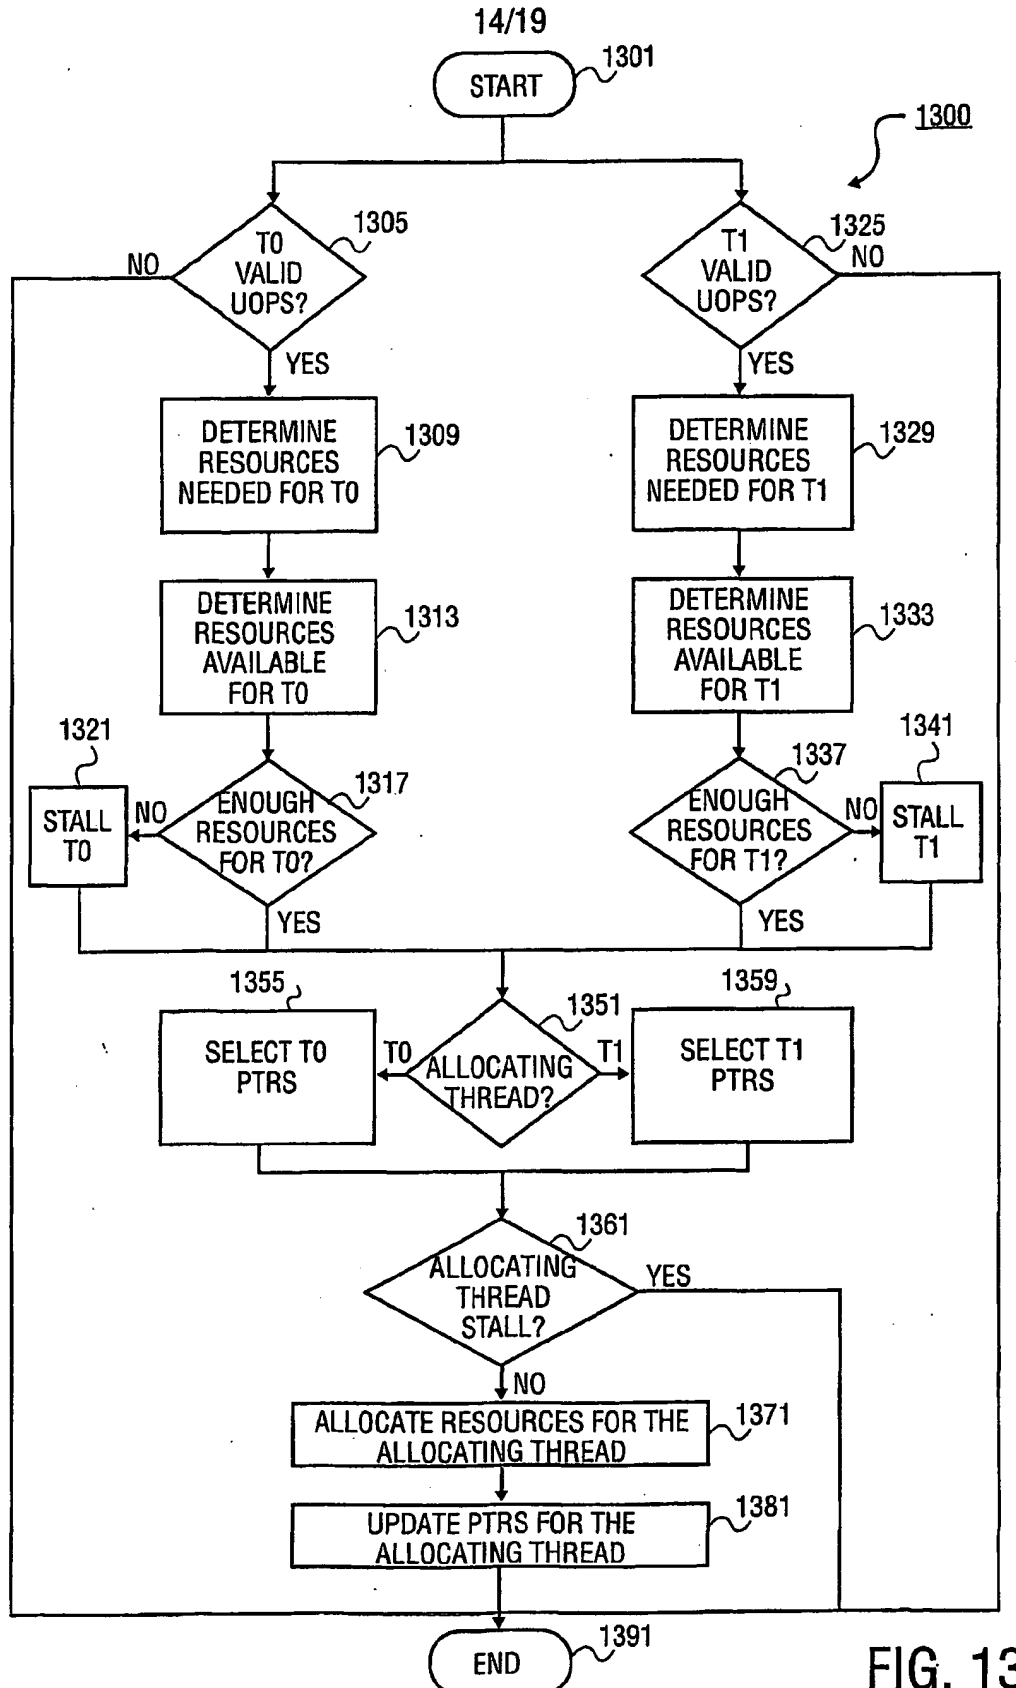 14/19
START
1301
1300
T0
VALID
UOPS?
1305
NO
YES
T1
VALID
UOPS?
1325
NO
YES
DETERMINE
RESOURCES
NEEDED FOR T0
1309
DETERMINE
RESOURCES
NEEDED FOR T1
1329
DETERMINE
RESOURCES
AVAILABLE
FOR T0
1313
DETERMINE
RESOURCES
AVAILABLE
FOR T1
1333
1321
STALL
T0
NO
ENOUGH
RESOURCES
FOR T0?
1317
YES
ENOUGH
RESOURCES
FOR T1?
1337
NO
YES
1341
STALL
T1
1355
SELECT T0
PTRS
T0
ALLOCATING
THREAD?
1351
T1
1359
SELECT T1
PTRS
ALLOCATING
THREAD
STALL?
1361
YES
NO
ALLOCATE RESOURCES FOR THE
ALLOCATING THREAD
1371
UPDATE PTRS FOR THE
ALLOCATING THREAD
1381
END
1391
FIG. 13